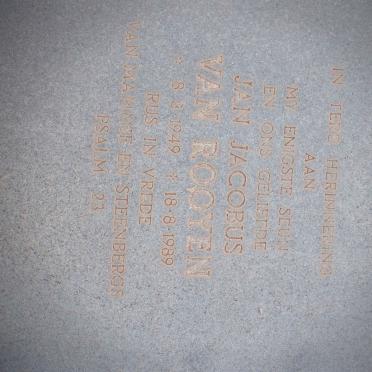 IN TERE HERINNERING
AAN
MY ENIGSTE SEUN
EN ONS GELIEFDE
JAN JACOBUS
VAN ROOYEN
* 8·3·1949 † 18·8·1989
RUS IN VREDE
VAN MAMMIE EN STEENBERGS
PSALM 23